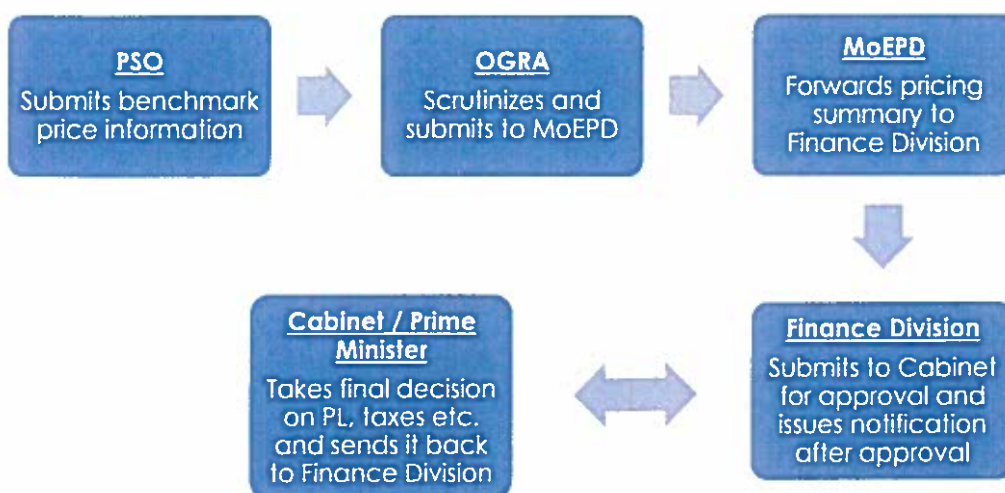 PSO
Submits benchmark
price information
OGRA
Scrutinizes and
submits to MoEPD
MoEPD
Forwards pricing
summary to
Finance Division
Cabinet / Prime
Minister
Takes final decision
on PL, taxes etc.
and sends it back
to Finance Division
Finance Division
Submits to Cabinet
for approval and
issues notification
after approval